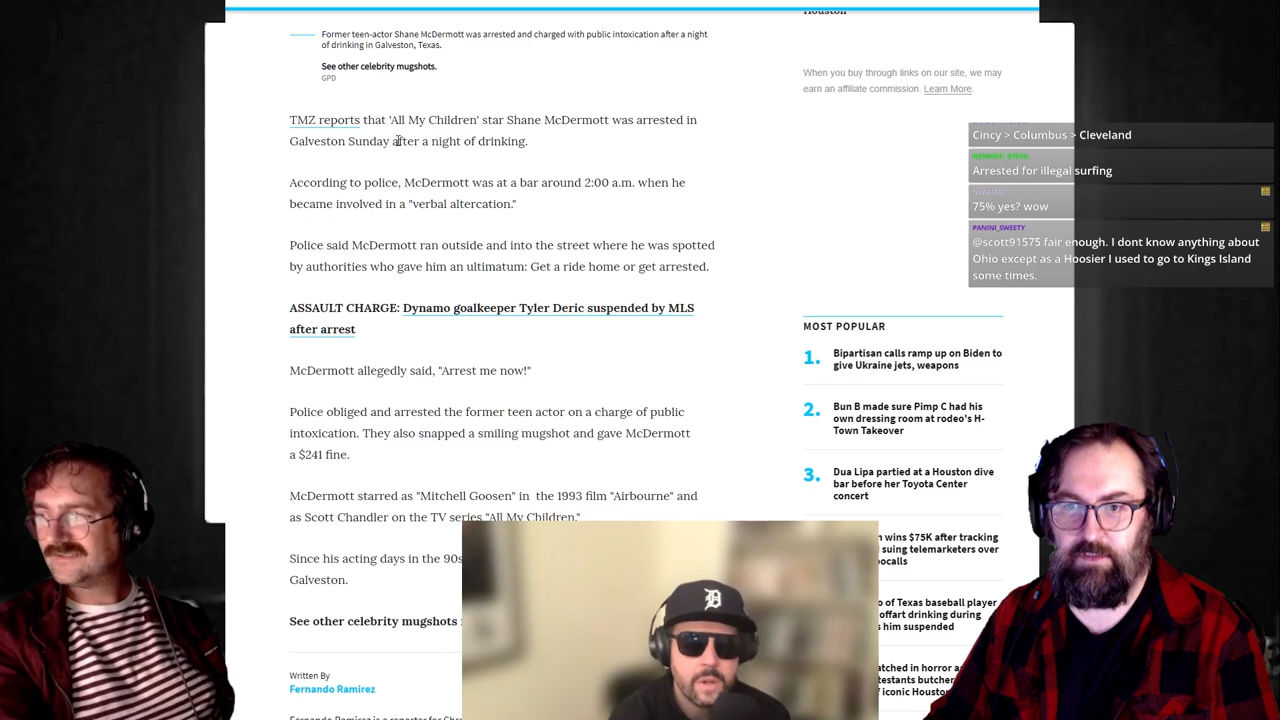 Houston
Former teen-actor Shane McDermott was arrested and charged with public intoxication after a night
of drinking in Galveston, Texas.
See other celebrity mugshots.
GPD
TMZ reports that 'All My Children' star Shane McDermott was arrested in
Galveston Sunday after a night of drinking.
According to police, McDermott was at a bar around 2:00 a.m. when he
became involved in a "verbal altercation."
Police said McDermott ran outside and into the street where he was spotted
by authorities who gave him an ultimatum: Get a ride home or get arrested.
ASSAULT CHARGE: Dynamo goalkeeper Tyler Deric suspended by MLS
after arrest
McDermott allegedly said, "Arrest me now!"
Police obliged and arrested the former teen actor on a charge of public
intoxication. They also snapped a smiling mugshot and gave McDermott
a $241 fine.
McDermott starred as "Mitchell Goosen" in the 1993 film "Airbourne" and
as Scott Chandler on the TV series "All My Children."
Since his acting days in the 90s
Galveston.
See other celebrity mugshots
Written By
Fernando Ramirez
Fernando Ramirez is a reporter for
When you buy through links on our site, we may
earn an affiliate commission. Learn More.
Cincy > Columbus > Cleveland
Arrested for illegal surfing
75% yes? wow
PANINI_SWEETY
@scott91575 fair enough. I dont know anything about
Ohio except as a Hoosier I used to go to Kings Island
some times.
MOST POPULAR
1. Bipartisan calls ramp up on Biden to
give Ukraine jets, weapons
2. Bun B made sure Pimp C had his
own dressing room at rodeo's H-
Town Takeover
3. Dua Lipa partied at a Houston dive
bar before her Toyota Center
concert
wins $75K after tracking
suing telemarketers over
of Texas baseball player
drinking during
him suspended
in horror
butcher
iconic
D